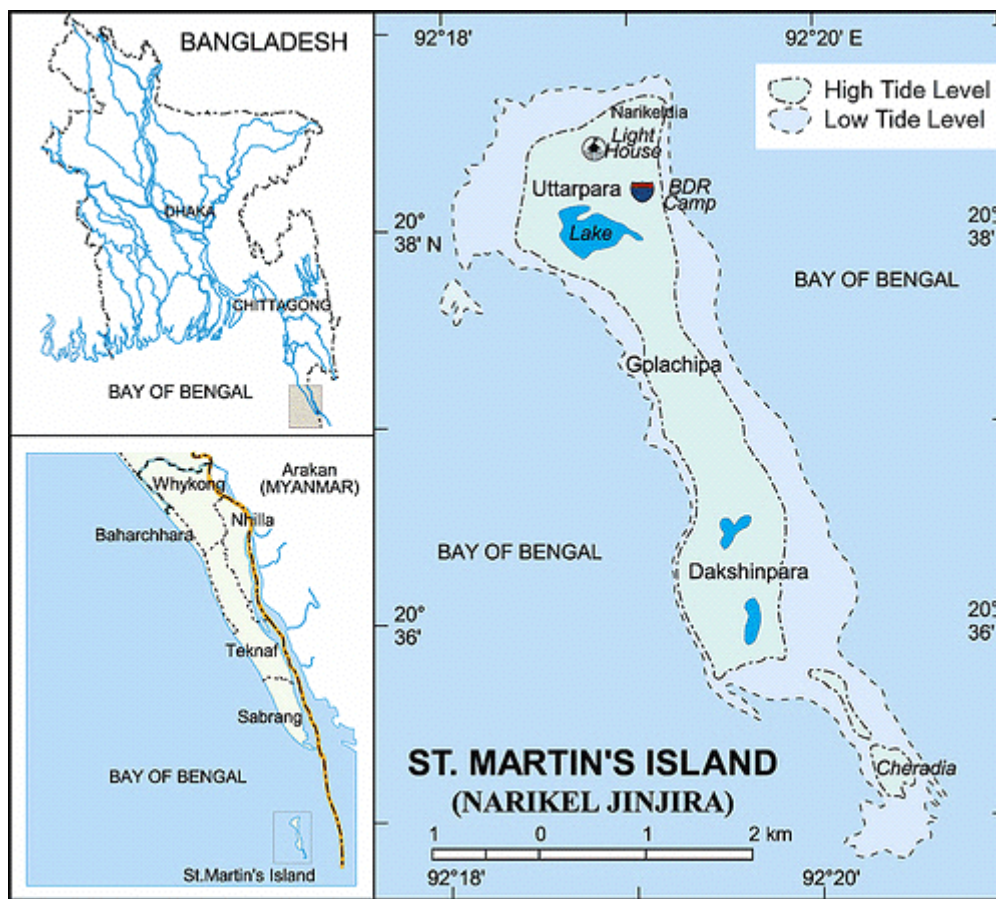 BANGLADESH
DHAKA
CHITTAGONG
BAY OF BENGAL
Arakan
(MYANMAR)
Whykong
Nhilla
Baharchhara
Teknaf
Sabrang
BAY OF BENGAL
St.Martin's Island
92°18'
92°20' E
High Tide Level
Low Tide Level
Narikeldia
Light
House
Uttarpara
BDR
Camp
20°
38' N
Lake
20°
38'
BAY OF BENGAL
Golachipa
BAY OF BENGAL
Dakshinpara
20°
36'
20°
36'
Cheradia
ST. MARTIN'S ISLAND
(NARIKEL JINJIRA)
1 0 1 2 km
92°18'
92°20'